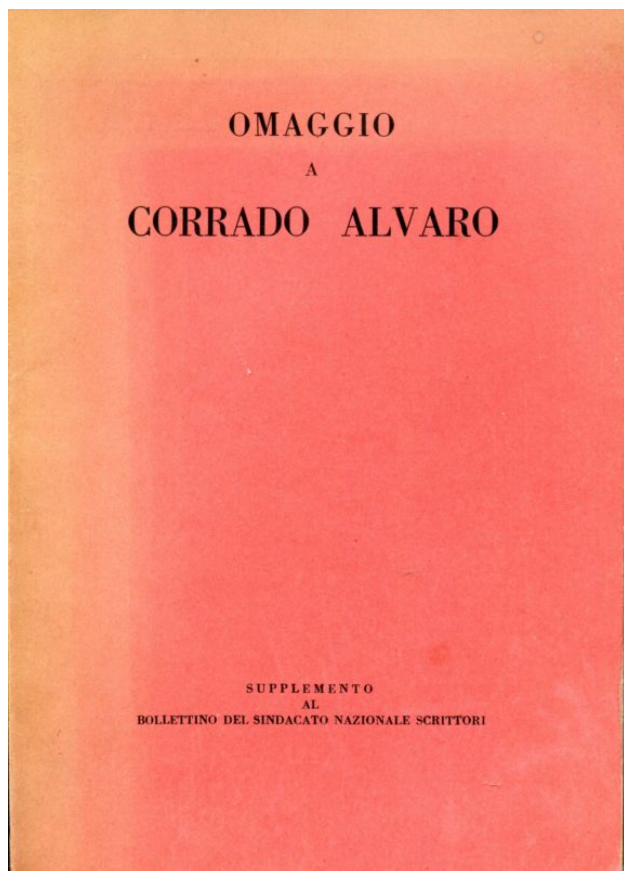 OMAGGIO
A
CORRADO ALVARO
SUPPLEMENTO
AL
BOLLETTINO DEL SINDACATO NAZIONALE SCRITTORI